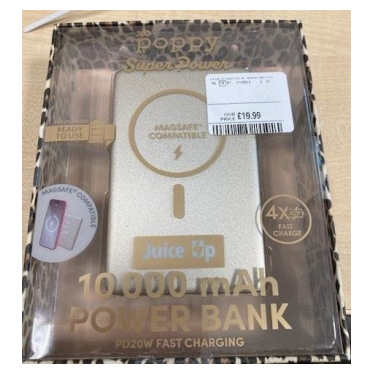 poppy
Super Power
OUR
PRICE £19.99
READY
TO USE
MAGSAFE®
COMPATIBLE
MAGSAFE® COMPATIBLE
4X
FAST
CHARGE
Juice Up
10 000 mAh
POWER BANK
PD20W FAST CHARGING